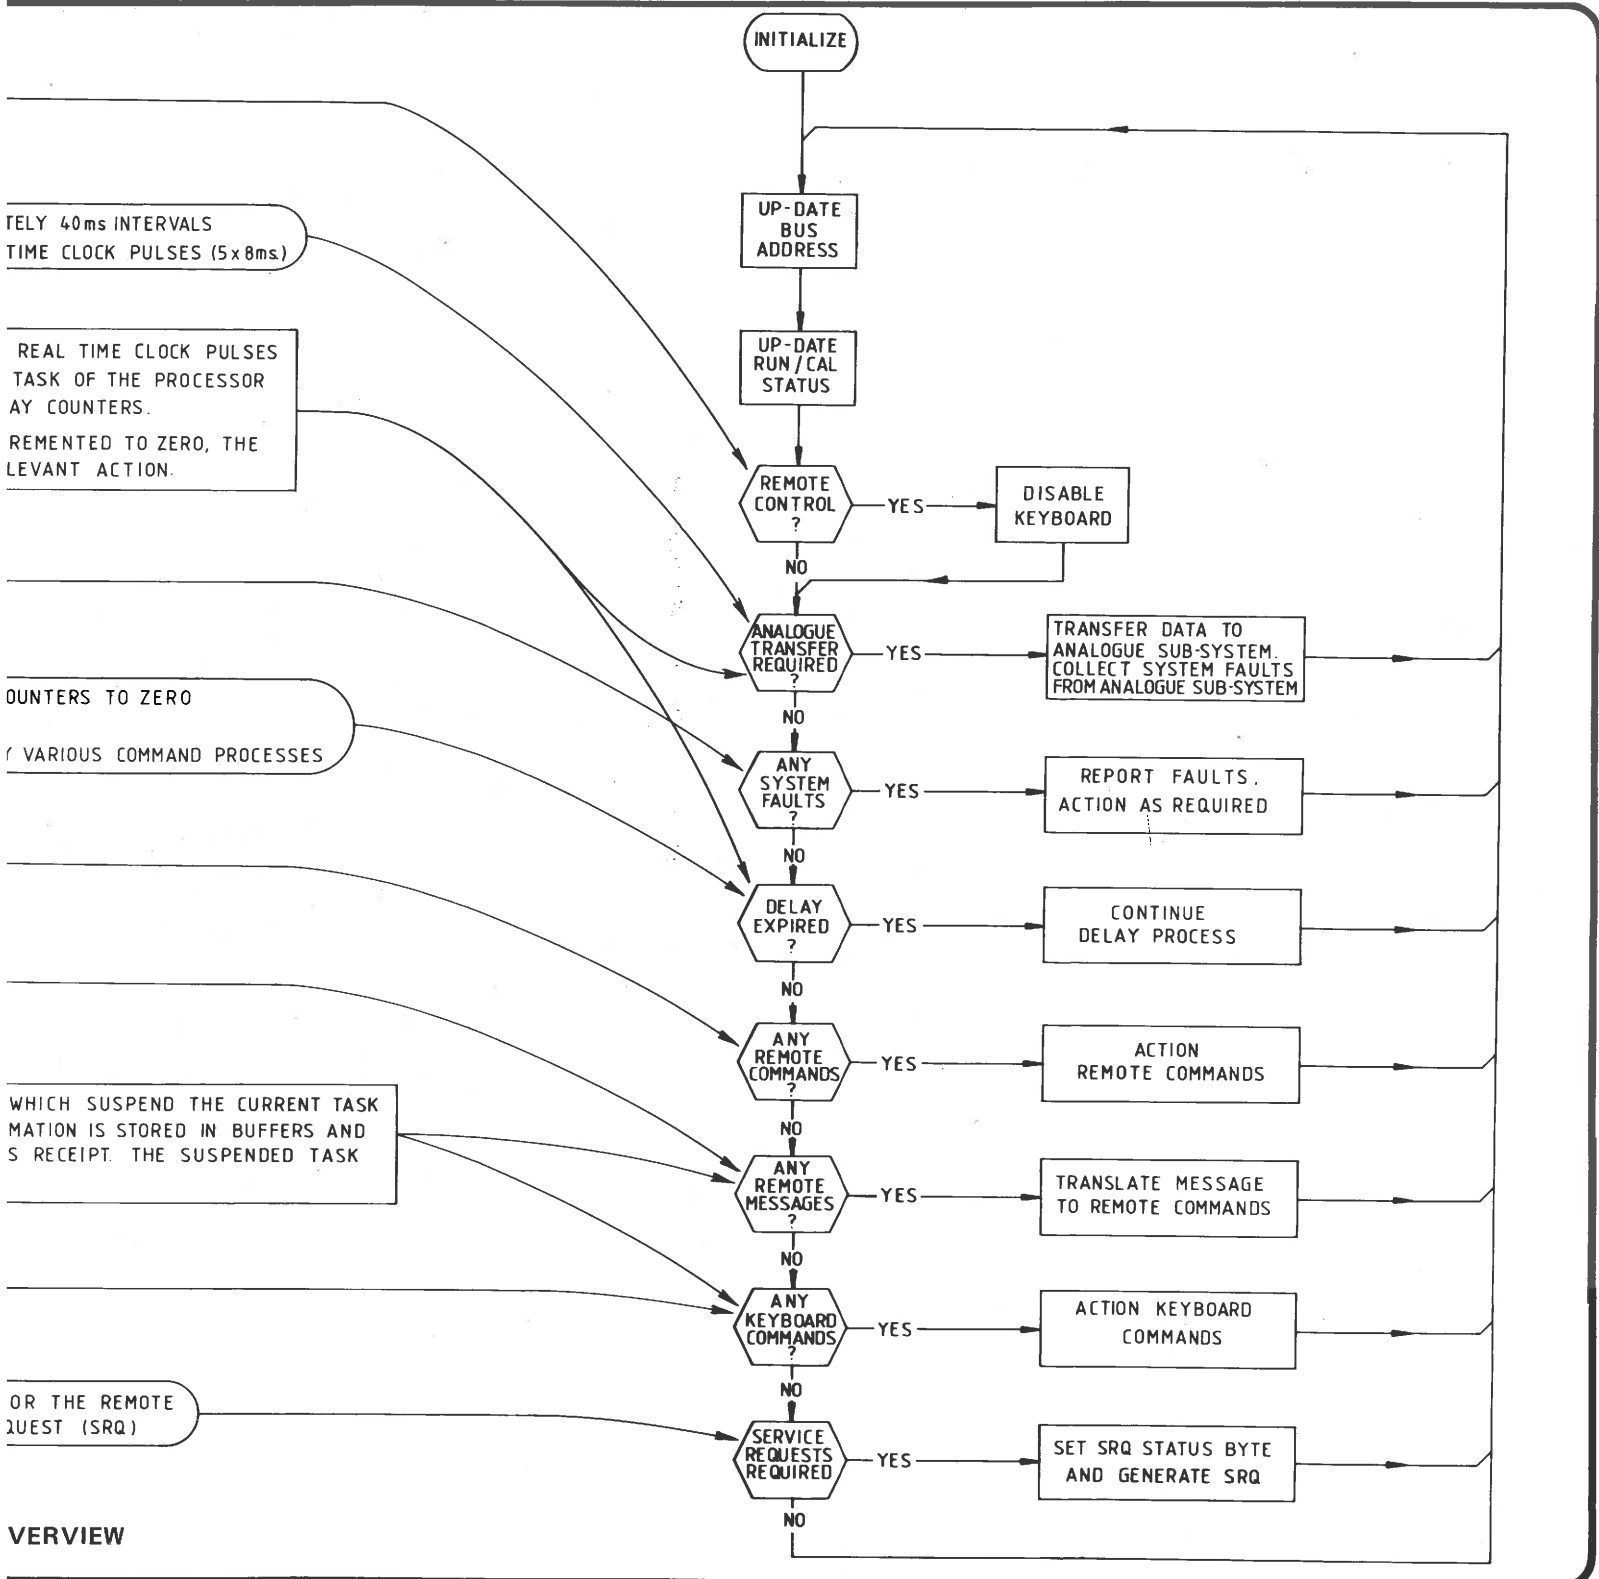 INITIALIZE
UP-DATE
BUS
ADDRESS
UP-DATE
RUN/CAL
STATUS
REMOTE
CONTROL
?
YES
DISABLE
KEYBOARD
NO
ANALOGUE
TRANSFER
REQUIRED
?
YES
TRANSFER DATA TO
ANALOGUE SUB-SYSTEM.
COLLECT SYSTEM FAULTS
FROM ANALOGUE SUB-SYSTEM
NO
ANY
SYSTEM
FAULTS
?
YES
REPORT FAULTS.
ACTION AS REQUIRED
NO
DELAY
EXPIRED
?
YES
CONTINUE
DELAY PROCESS
NO
ANY
REMOTE
COMMANDS
?
YES
ACTION
REMOTE COMMANDS
NO
ANY
REMOTE
MESSAGES
?
YES
TRANSLATE MESSAGE
TO REMOTE COMMANDS
NO
ANY
KEYBOARD
COMMANDS
?
YES
ACTION KEYBOARD
COMMANDS
NO
SERVICE
REQUESTS
REQUIRED
YES
SET SRQ STATUS BYTE
AND GENERATE SRQ
NO
TELY 40ms INTERVALS
TIME CLOCK PULSES (5x8ms)
REAL TIME CLOCK PULSES
TASK OF THE PROCESSOR
AY COUNTERS.
REMENTED TO ZERO, THE
LEVANT ACTION.
OUNTERS TO ZERO
Y VARIOUS COMMAND PROCESSES
WHICH SUSPEND THE CURRENT TASK
MATION IS STORED IN BUFFERS AND
S RECEIPT. THE SUSPENDED TASK
OR THE REMOTE
QUEST (SRQ)
VERVIEW